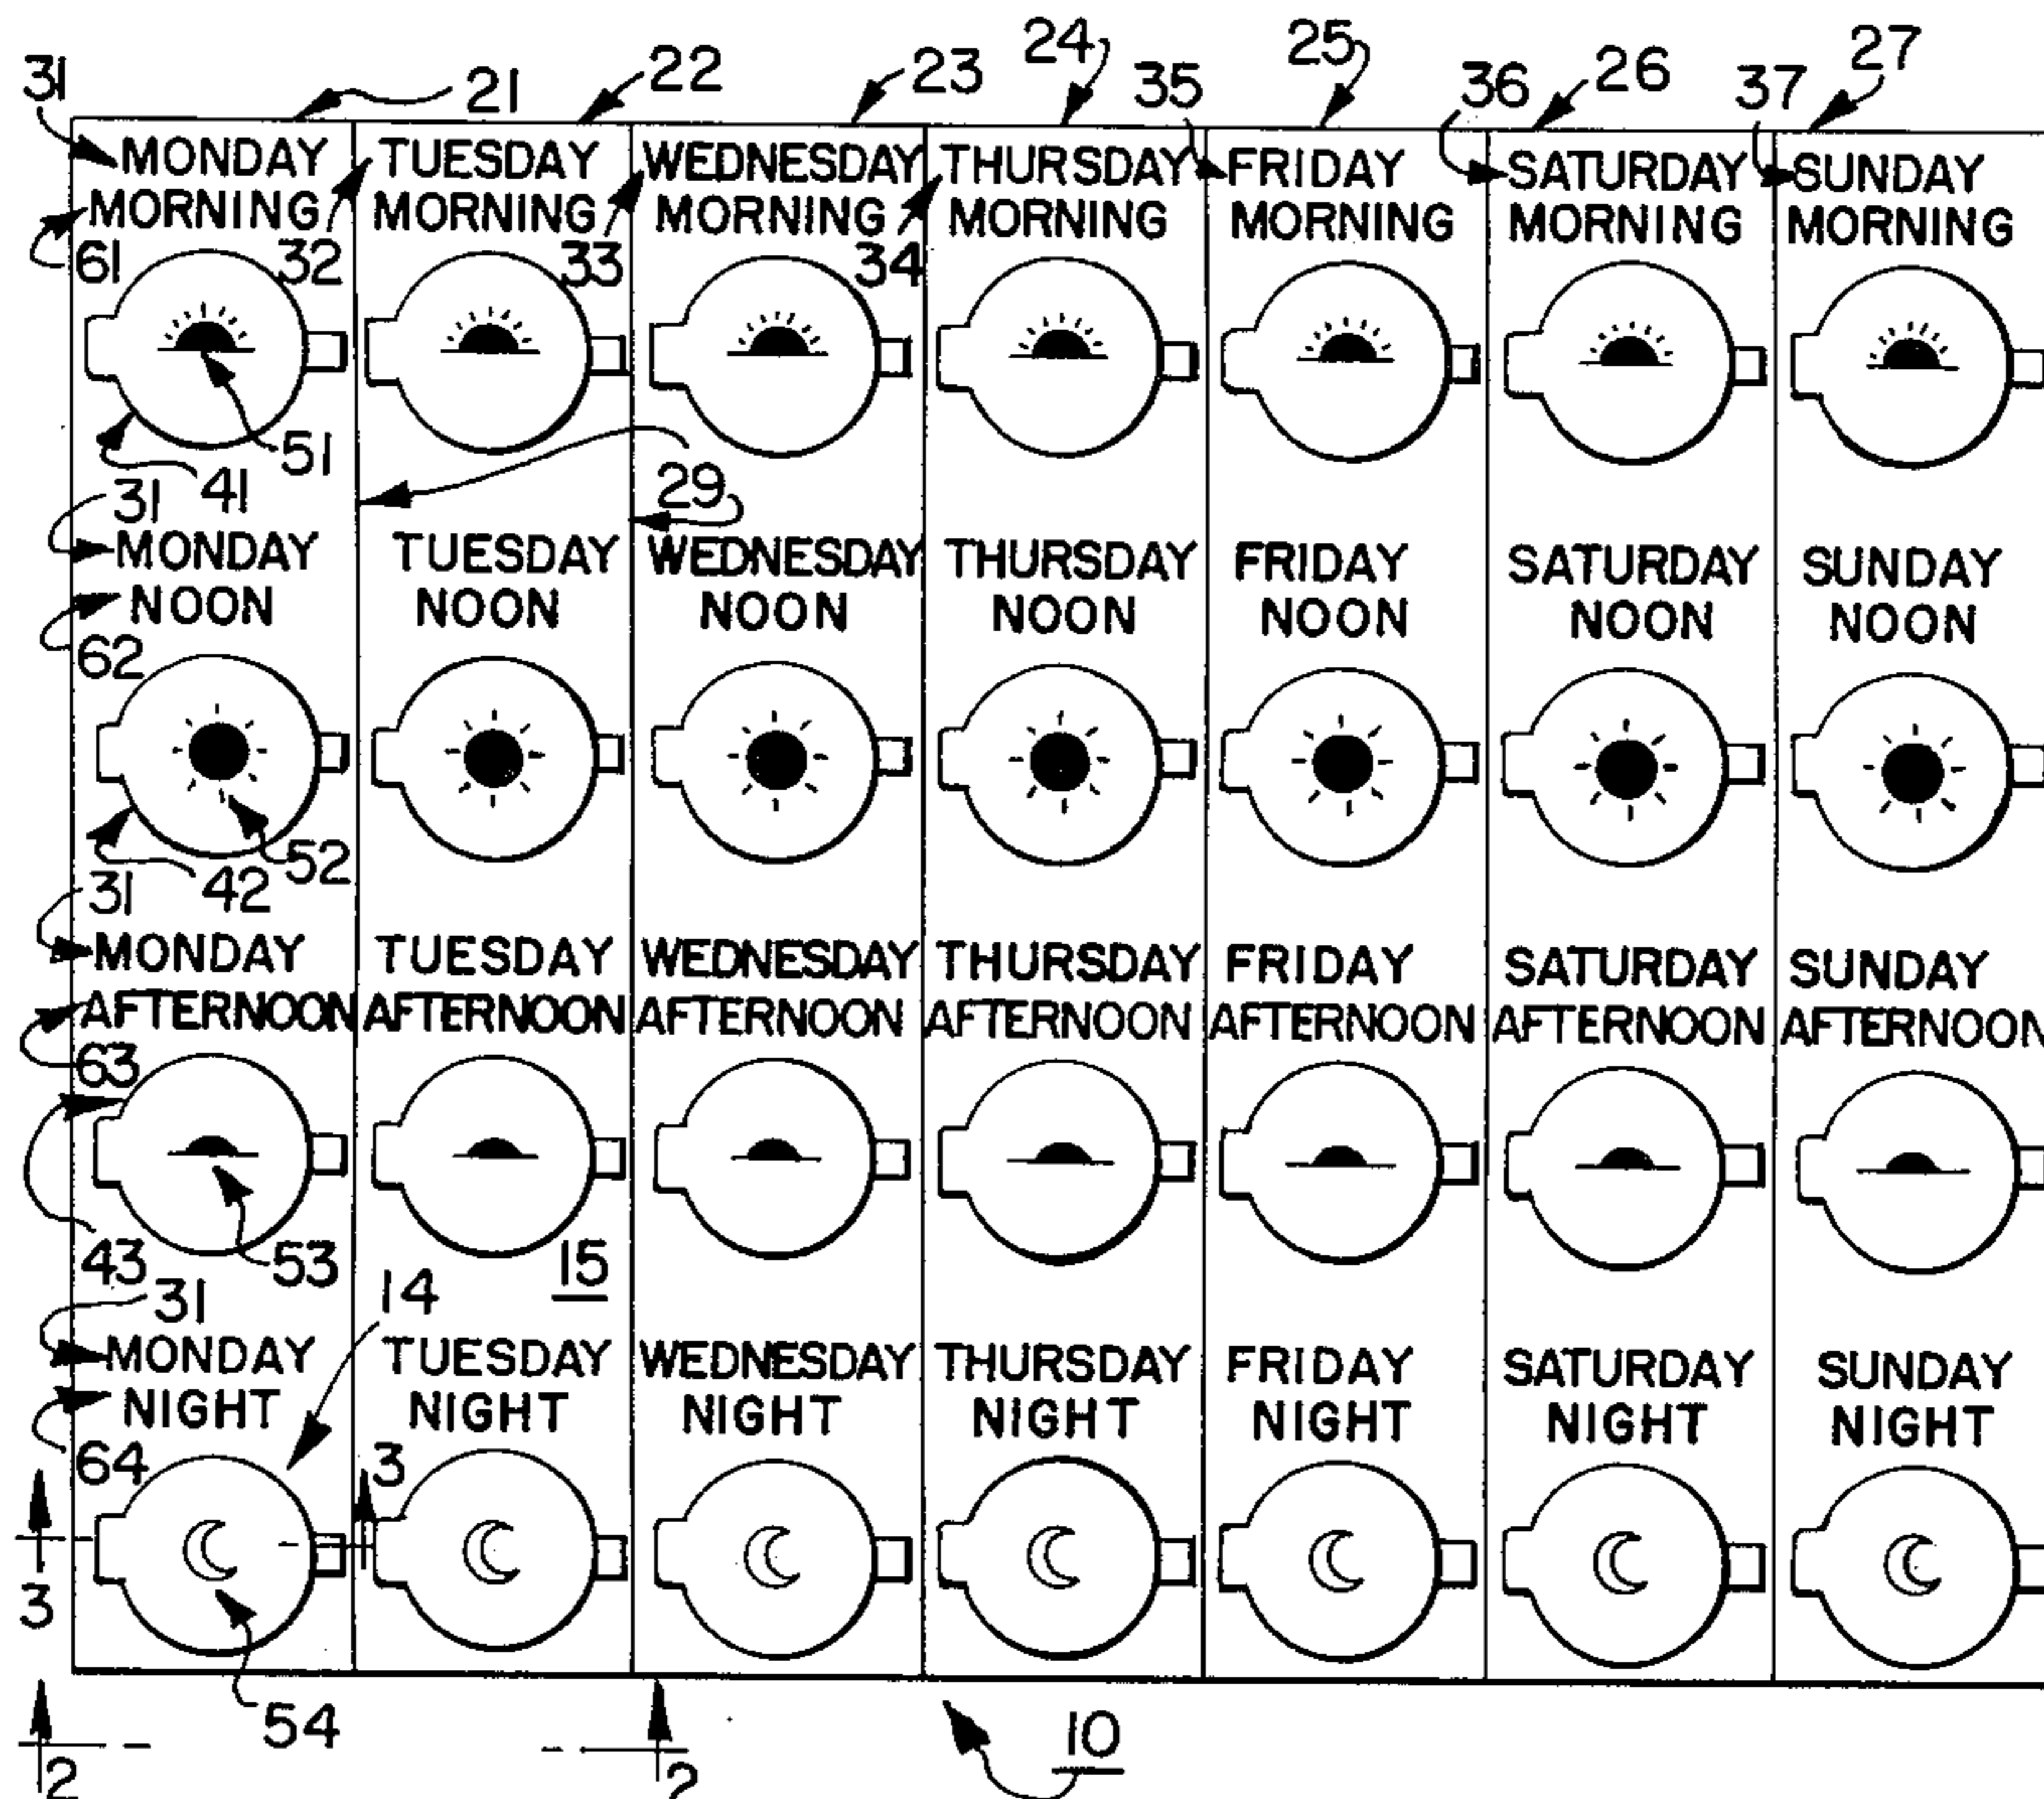 31 21 22 23 24 35 25 36 26 37 27
MONDAY TUESDAY WEDNESDAY THURSDAY FRIDAY SATURDAY SUNDAY
MORNING MORNING MORNING MORNING MORNING MORNING MORNING
61 32 33 34
51
41 29
31
MONDAY TUESDAY WEDNESDAY THURSDAY FRIDAY SATURDAY SUNDAY
NOON NOON NOON NOON NOON NOON NOON
62
52
31 42
MONDAY TUESDAY WEDNESDAY THURSDAY FRIDAY SATURDAY SUNDAY
AFTERNOON AFTERNOON AFTERNOON AFTERNOON AFTERNOON AFTERNOON AFTERNOON
63
43 53 15
31 14
MONDAY TUESDAY WEDNESDAY THURSDAY FRIDAY SATURDAY SUNDAY
NIGHT NIGHT NIGHT NIGHT NIGHT NIGHT NIGHT
64 3
3
54 10
2 2